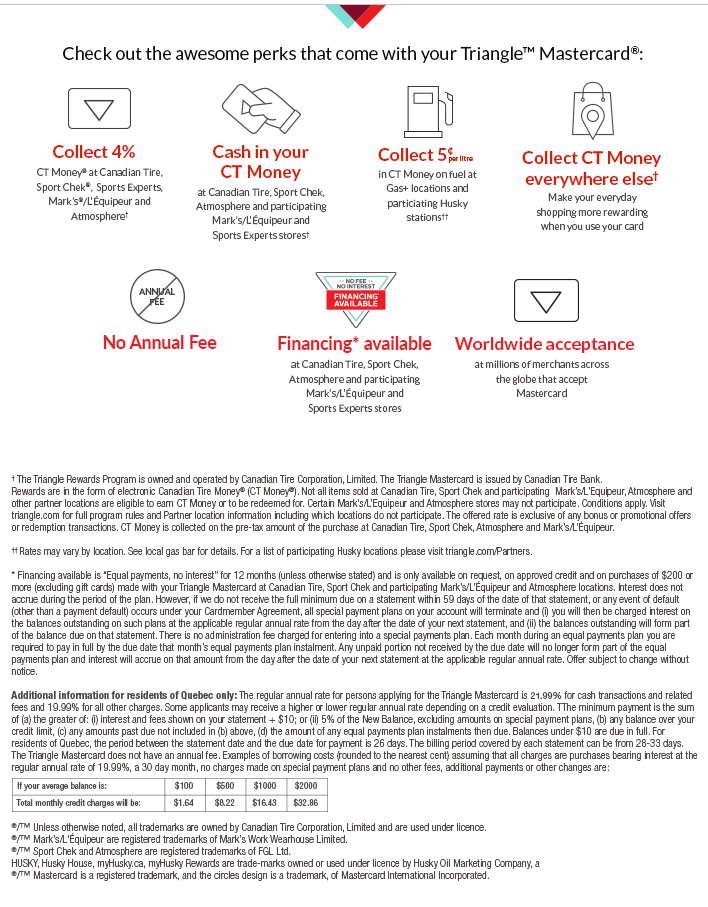 Check out the awesome perks that come with your Triangle™ Mastercard®:
Collect 4%
CT Money® at Canadian Tire,
Sport Chek®, Sports Experts,
Mark's®/L'Équipeur and
Atmosphere†
Cash in your
CT Money
at Canadian Tire, Sport Chek,
Atmosphere and participating
Mark's/L'Équipeur and
Sports Experts stores†
Collect 5¢ per litre
in CT Money on fuel at
Gas+ locations and
particiating Husky
stations††
Collect CT Money
everywhere else†
Make your everyday
shopping more rewarding
when you use your card
ANNUAL
FEE
No Annual Fee
NO FEE
NO INTEREST
FINANCING*
AVAILABLE
Financing* available
at Canadian Tire, Sport Chek,
Atmosphere and participating
Mark's/L'Équipeur and
Sports Experts stores
Worldwide acceptance
at millions of merchants across
the globe that accept
Mastercard
† The Triangle Rewards Program is owned and operated by Canadian Tire Corporation, Limited. The Triangle Mastercard is issued by Canadian Tire Bank.
Rewards are in the form of electronic Canadian Tire Money® (CT Money®). Not all items sold at Canadian Tire, Sport Chek and participating Mark's/L'Equipeur, Atmosphere and
other partner locations are eligible to earn CT Money or to be redeemed for. Certain Mark's/L'Equipeur and Atmosphere stores may not participate. Conditions apply. Visit
triangle.com for full program rules and Partner location information including which locations do not participate. The offered rate is exclusive of any bonus or promotional offers
or redemption transactions. CT Money is collected on the pre-tax amount of the purchase at Canadian Tire, Sport Chek, Atmosphere and Mark's/L'Équipeur.
†† Rates may vary by location. See local gas bar for details. For a list of participating Husky locations please visit triangle.com/Partners.
* Financing available is "Equal payments, no interest" for 12 months (unless otherwise stated) and is only available on request, on approved credit and on purchases of $200 or
more (excluding gift cards) made with your Triangle Mastercard at Canadian Tire, Sport Chek and participating Mark's/L'Équipeur and Atmosphere locations. Interest does not
accrue during the period of the plan. However, if we do not receive the full minimum due on a statement within 59 days of the date of that statement, or any event of default
(other than a payment default) occurs under your Cardmember Agreement, all special payment plans on your account will terminate and (i) you will then be charged interest on
the balances outstanding on such plans at the applicable regular annual rate from the day after the date of your next statement, and (ii) the balances outstanding will form part
of the balance due on that statement. There is no administration fee charged for entering into a special payments plan. Each month during an equal payments plan you are
required to pay in full by the due date that month's equal payments plan instalment. Any unpaid portion not received by the due date will no longer form part of the equal
payments plan and interest will accrue on that amount from the day after the date of your next statement at the applicable regular annual rate. Offer subject to change without
notice.
Additional information for residents of Quebec only: The regular annual rate for persons applying for the Triangle Mastercard is 21.99% for cash transactions and related
fees and 19.99% for all other charges. Some applicants may receive a higher or lower regular annual rate depending on a credit evaluation. TThe minimum payment is the sum
of (a) the greater of: (i) interest and fees shown on your statement + $10; or (ii) 5% of the New Balance, excluding amounts on special payment plans, (b) any balance over your
credit limit, (c) any amounts past due not included in (b) above, (d) the amount of any equal payments plan instalments then due. Balances under $10 are due in full. For
residents of Quebec, the period between the statement date and the due date for payment is 26 days. The billing period covered by each statement can be from 28-33 days.
The Triangle Mastercard does not have an annual fee. Examples of borrowing costs (rounded to the nearest cent) assuming that all charges are purchases bearing interest at the
regular annual rate of 19.99%, a 30 day month, no charges made on special payment plans and no other fees, additional payments or other changes are:
If your average balance is: $100 $500 $1000 $2000
Total monthly credit charges will be: $1.64 $8.22 $16.43 $32.86
®/™ Unless otherwise noted, all trademarks are owned by Canadian Tire Corporation, Limited and are used under licence.
®/™ Mark's/L'Équipeur are registered trademarks of Mark's Work Wearhouse Limited.
®/™ Sport Chek and Atmosphere are registered trademarks of FGL Ltd.
HUSKY, Husky House, myHusky.ca, myHusky Rewards are trade-marks owned or used under licence by Husky Oil Marketing Company, a
®/™ Mastercard is a registered trademark, and the circles design is a trademark, of Mastercard International Incorporated.